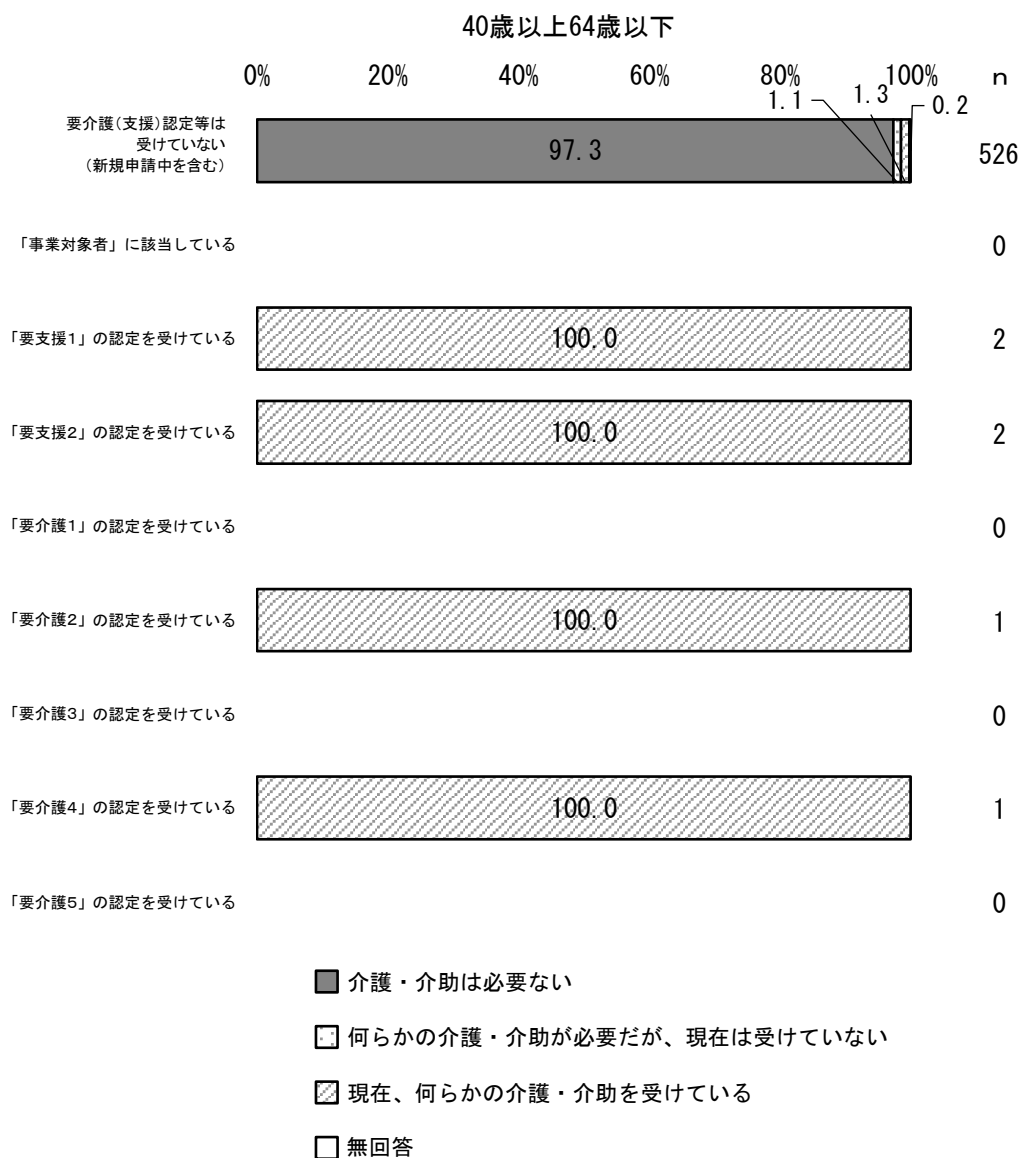 40歳以上64歳以下
0% 20% 40% 60% 80% 100% n
1.1 1.3 0.2
要介護(支援)認定等は
受けていない
(新規申請中を含む)
97.3 526
「事業対象者」に該当している 0
「要支援1」の認定を受けている 100.0 2
「要支援2」の認定を受けている 100.0 2
「要介護1」の認定を受けている 0
「要介護2」の認定を受けている 100.0 1
「要介護3」の認定を受けている 0
「要介護4」の認定を受けている 100.0 1
「要介護5」の認定を受けている 0
介護・介助は必要ない
何らかの介護・介助が必要だが、現在は受けていない
現在、何らかの介護・介助を受けている
無回答